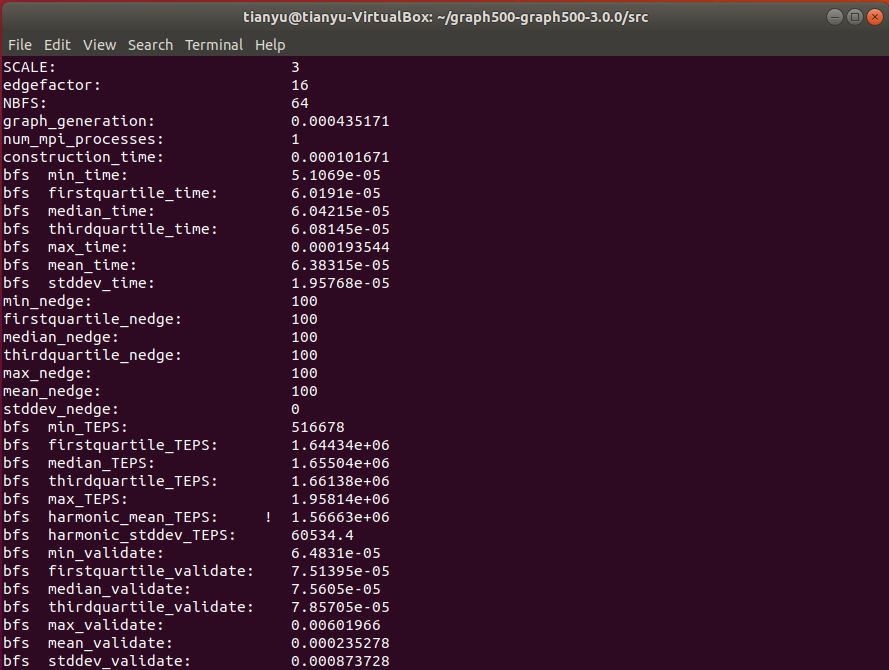 tianyu@tianyu-VirtualBox: ~/graph500-graph500-3.0.0/src
File Edit View Search Terminal Help
SCALE: 3
edgefactor: 16
NBFS: 64
graph_generation: 0.000435171
num_mpi_processes: 1
construction_time: 0.000101671
bfs min_time: 5.1069e-05
bfs firstquartile_time: 6.0191e-05
bfs median_time: 6.04215e-05
bfs thirdquartile_time: 6.08145e-05
bfs max_time: 0.000193544
bfs mean_time: 6.38315e-05
bfs stddev_time: 1.95768e-05
min_nedge: 100
firstquartile_nedge: 100
median_nedge: 100
thirdquartile_nedge: 100
max_nedge: 100
mean_nedge: 100
stddev_nedge: 0
bfs min_TEPS: 516678
bfs firstquartile_TEPS: 1.64434e+06
bfs median_TEPS: 1.65504e+06
bfs thirdquartile_TEPS: 1.66138e+06
bfs max_TEPS: 1.95814e+06
bfs harmonic_mean_TEPS: ! 1.56663e+06
bfs harmonic_stddev_TEPS: 60534.4
bfs min_validate: 6.4831e-05
bfs firstquartile_validate: 7.51395e-05
bfs median_validate: 7.5605e-05
bfs thirdquartile_validate: 7.85705e-05
bfs max_validate: 0.00601966
bfs mean_validate: 0.000235278
bfs stddev_validate: 0.000873728